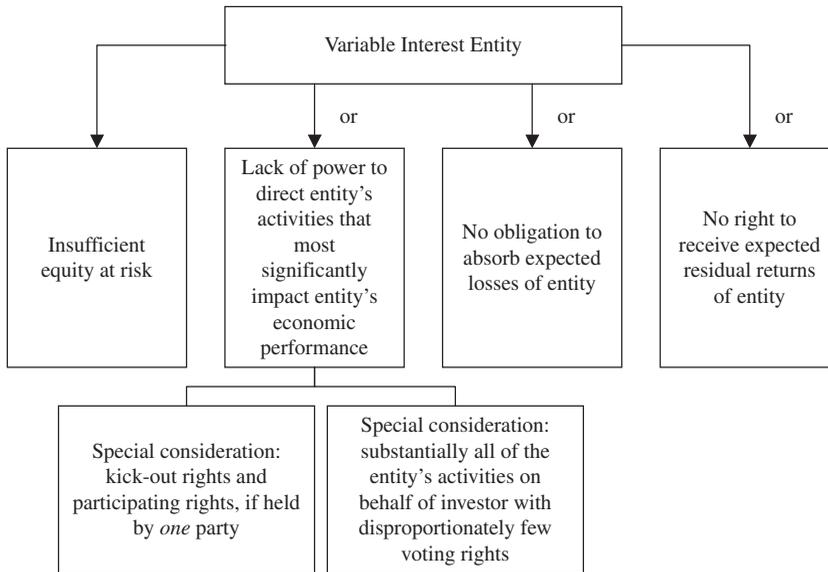 Variable Interest Entity
or
or
or
Insufficient
equity at risk
Lack of power to
direct entity’s
activities that
most
significantly
impact entity’s
economic
performance
No obligation to
absorb expected
losses of entity
No right to
receive expected
residual returns
of entity
Special consideration:
kick-out rights and
participating rights, if held
by one party
Special consideration:
substantially all of the
entity’s activities on
behalf of investor with
disproportionately few
voting rights